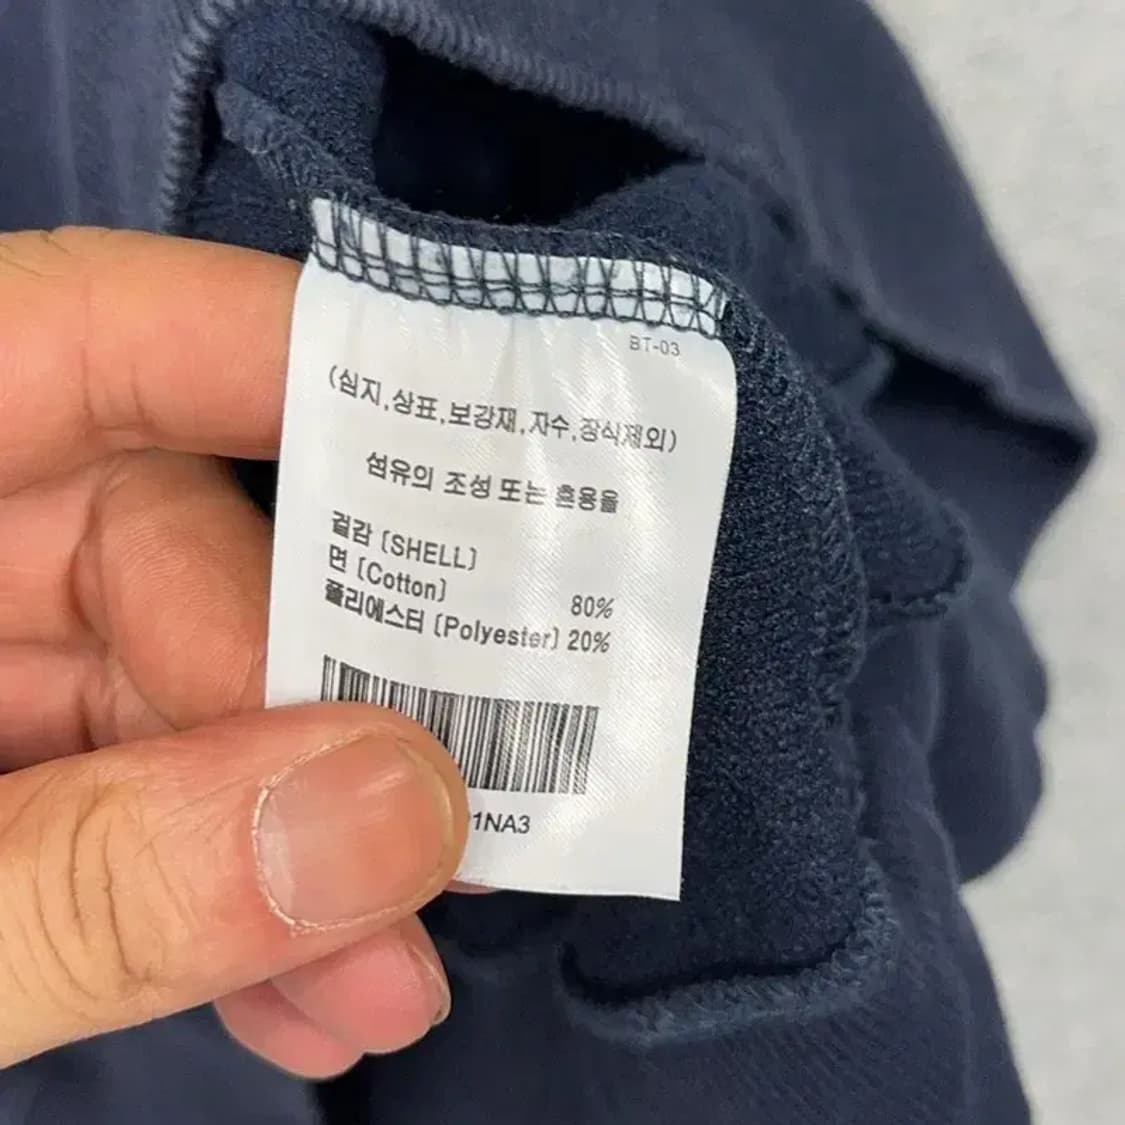 BT-03
(심지,상표,보강재,자수,장식제외)
섬유의 조성 또는 혼용율
겉감 (SHELL)
면 (Cotton) 80%
폴리에스터 (Polyester) 20%
1NA3